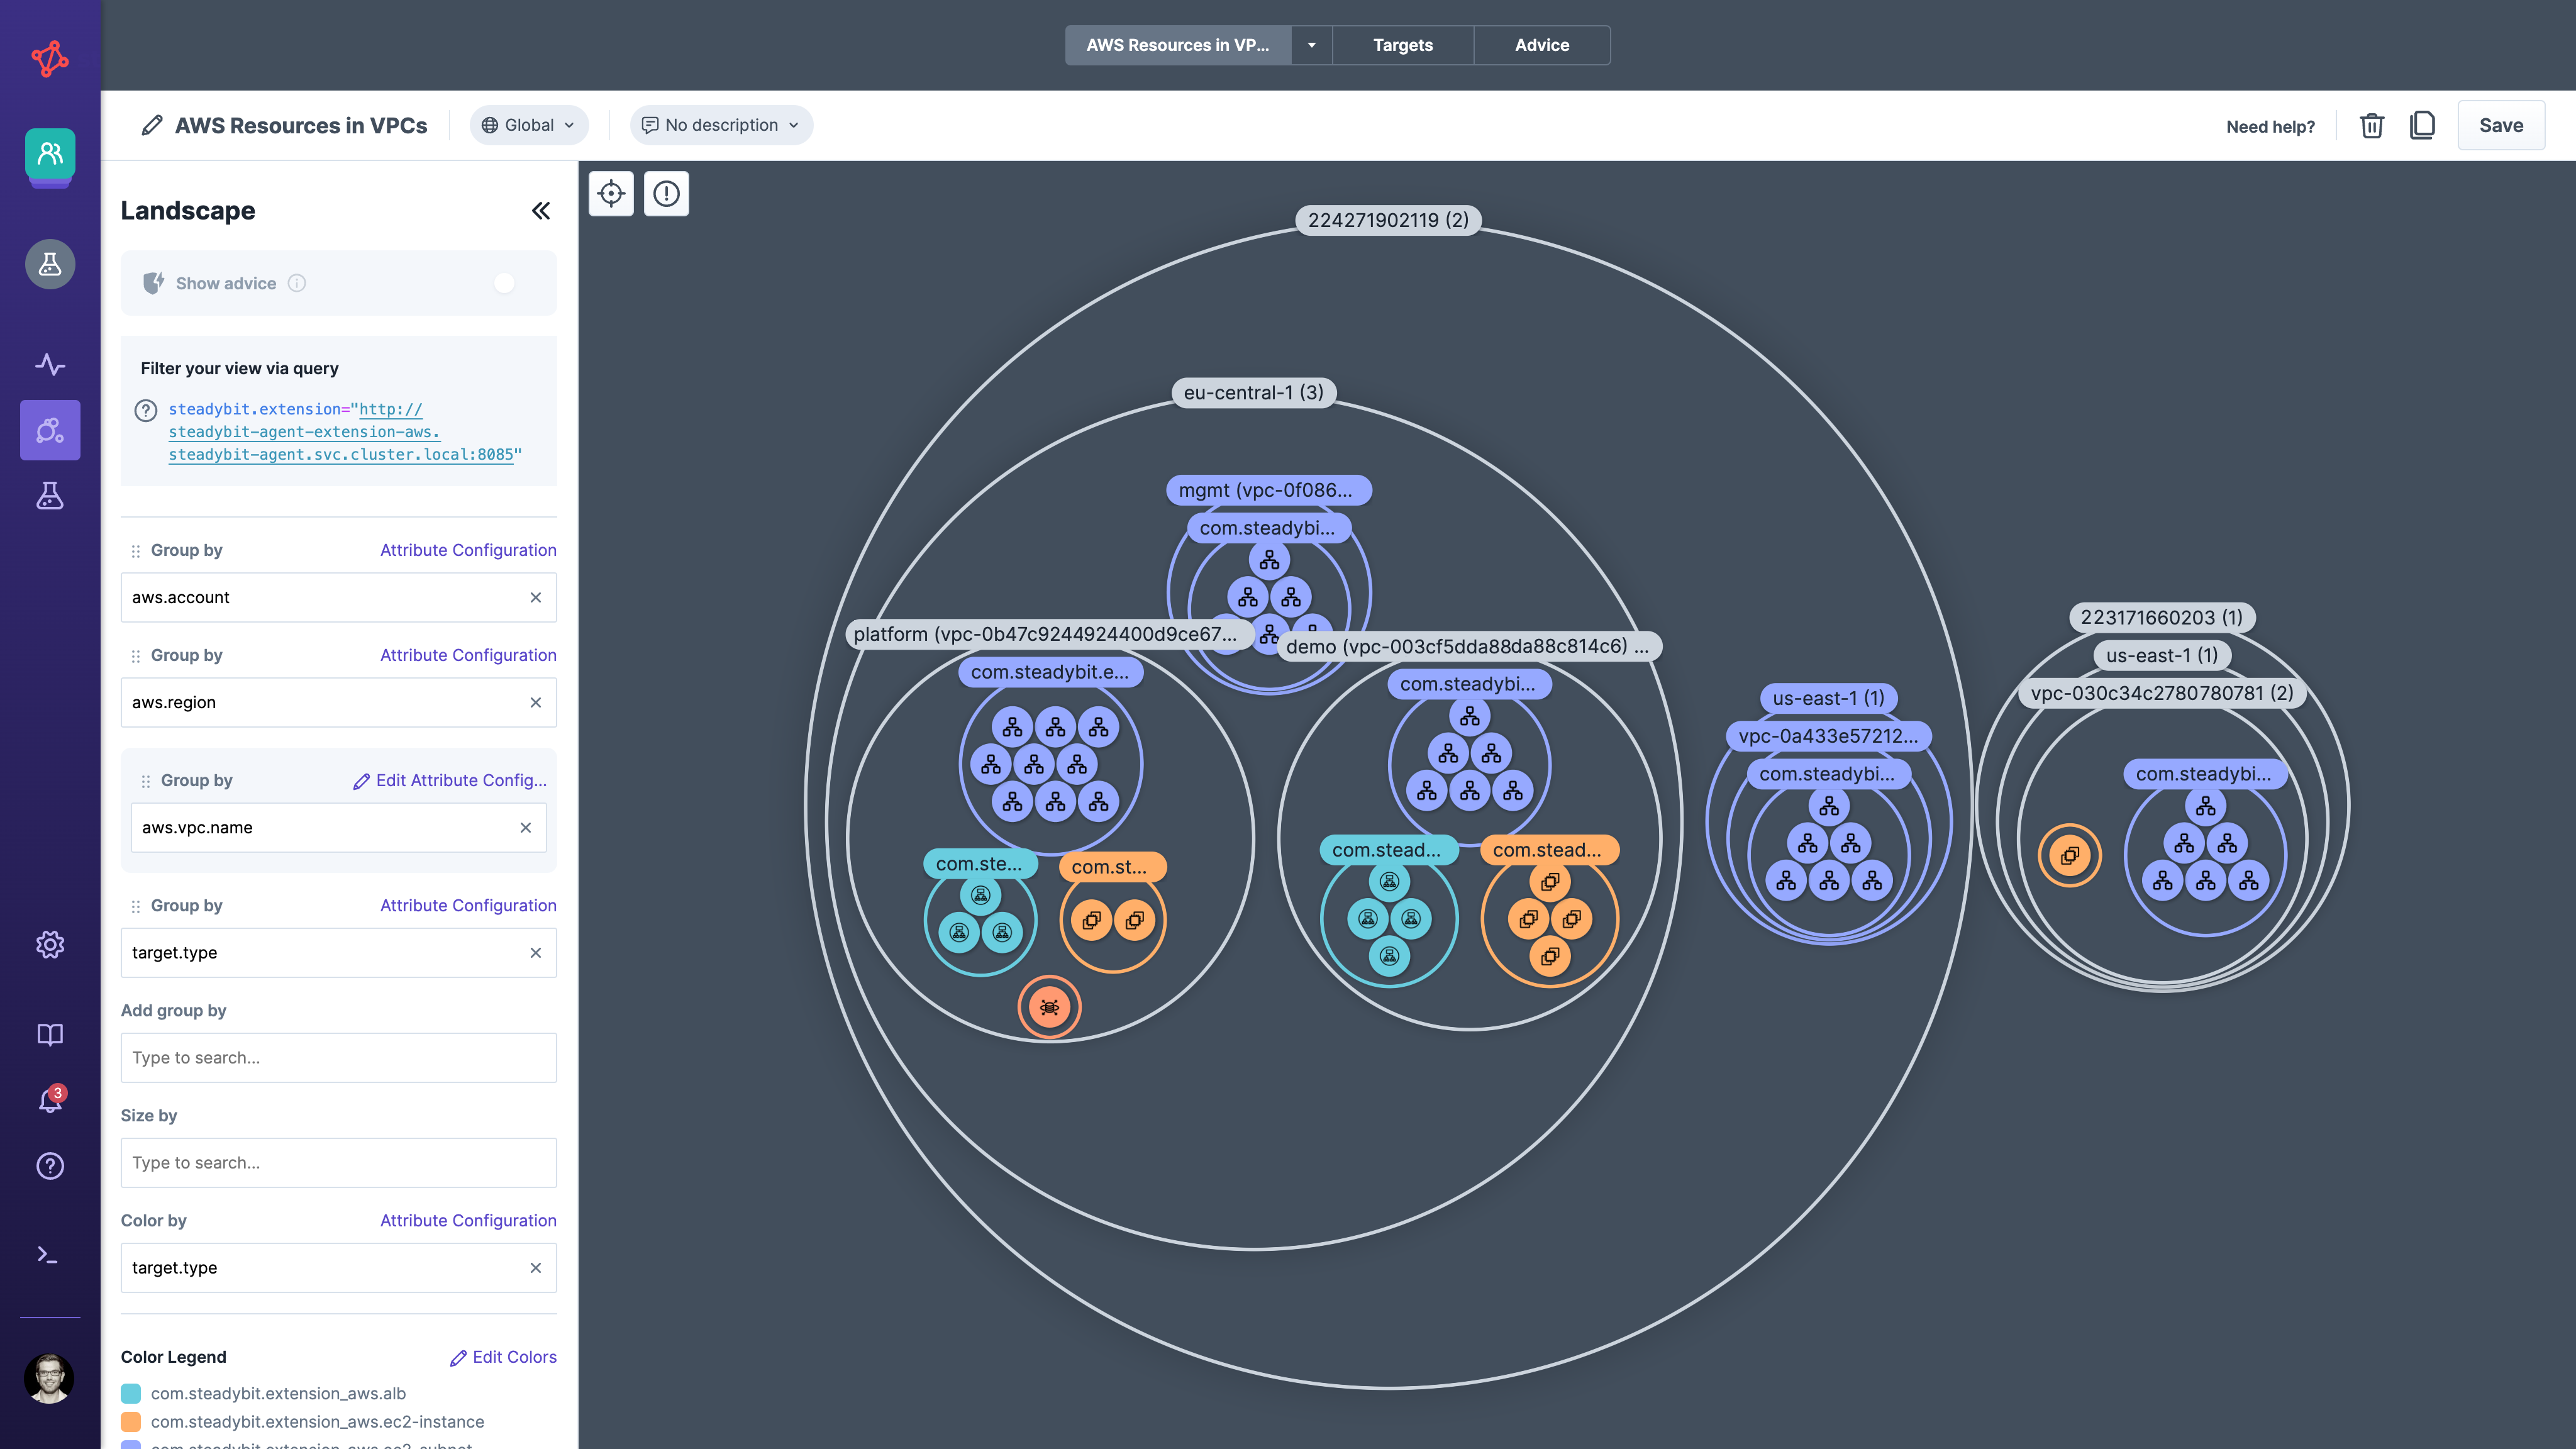 AWS Resources in VP...
Targets
Advice
AWS Resources in VPCs
Global
No description
Need help?
Save
Landscape
Show advice
Filter your view via query
steadybit.extension="http://
steadybit-agent-extension-aws.
steadybit-agent.svc.cluster.local:8085"
Group by
Attribute Configuration
aws.account
Group by
Attribute Configuration
aws.region
Group by
Edit Attribute Config...
aws.vpc.name
Group by
Attribute Configuration
target.type
Add group by
Type to search...
Size by
Type to search...
Color by
Attribute Configuration
target.type
Color Legend
Edit Colors
com.steadybit.extension_aws.alb
com.steadybit.extension_aws.ec2-instance
com.steadybit.extension_aws.ec2-subnet
3
224271902119 (2)
eu-central-1 (3)
mgmt (vpc-0f086...
com.steadybi...
platform (vpc-0b47c9244924400d9ce67...
demo (vpc-003cf5dda88da88c814c6) ...
com.steadybit.e...
com.steadybi...
com.ste...
com.st...
com.stead...
com.stead...
us-east-1 (1)
vpc-0a433e57212...
com.steadybi...
223171660203 (1)
us-east-1 (1)
vpc-030c34c2780780781 (2)
com.steadybi...